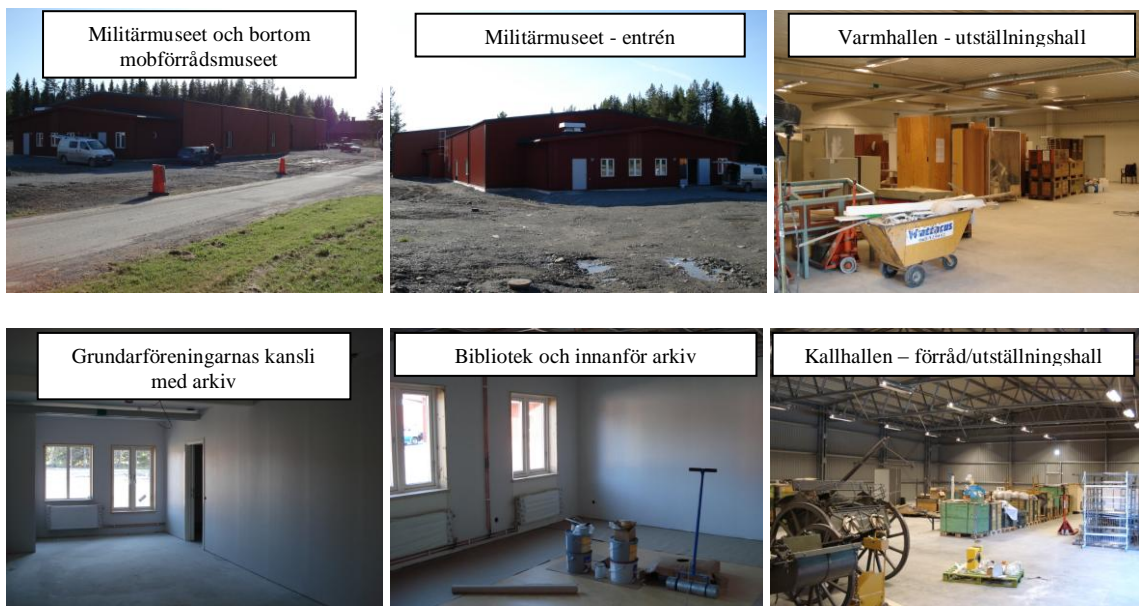 Militärmuseet och bortom
mobförrådsmuseet
Militärmuseet - entrén
Varmhallen - utställningshall
Grundarföreningarnas kansli
med arkiv
Bibliotek och innanför arkiv
Kallhallen – förråd/utställningshall